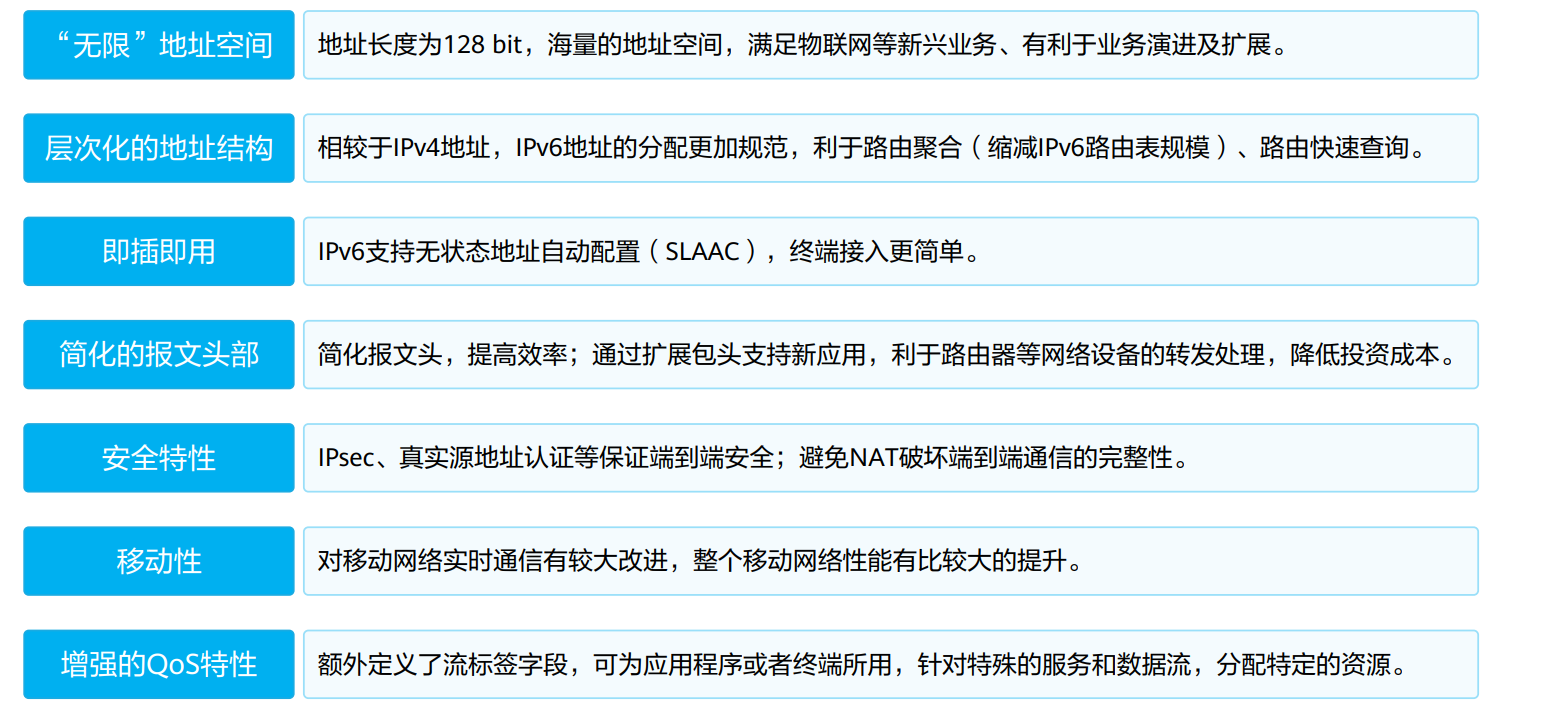 “无限”地址空间
地址长度为128 bit，海量的地址空间，满足物联网等新兴业务、有利于业务演进及扩展。
层次化的地址结构
相较于IPv4地址，IPv6地址的分配更加规范，利于路由聚合（缩减IPv6路由表规模）、路由快速查询。
即插即用
IPv6支持无状态地址自动配置（SLAAC），终端接入更简单。
简化的报文头部
简化报文头，提高效率；通过扩展包头支持新应用，利于路由器等网络设备的转发处理，降低投资成本。
安全特性
IPsec、真实源地址认证等保证端到端安全；避免NAT破坏端到端通信的完整性。
移动性
对移动网络实时通信有较大改进，整个移动网络性能有比较大的提升。
增强的QoS特性
额外定义了流标签字段，可为应用程序或者终端所用，针对特殊的服务和数据流，分配特定的资源。